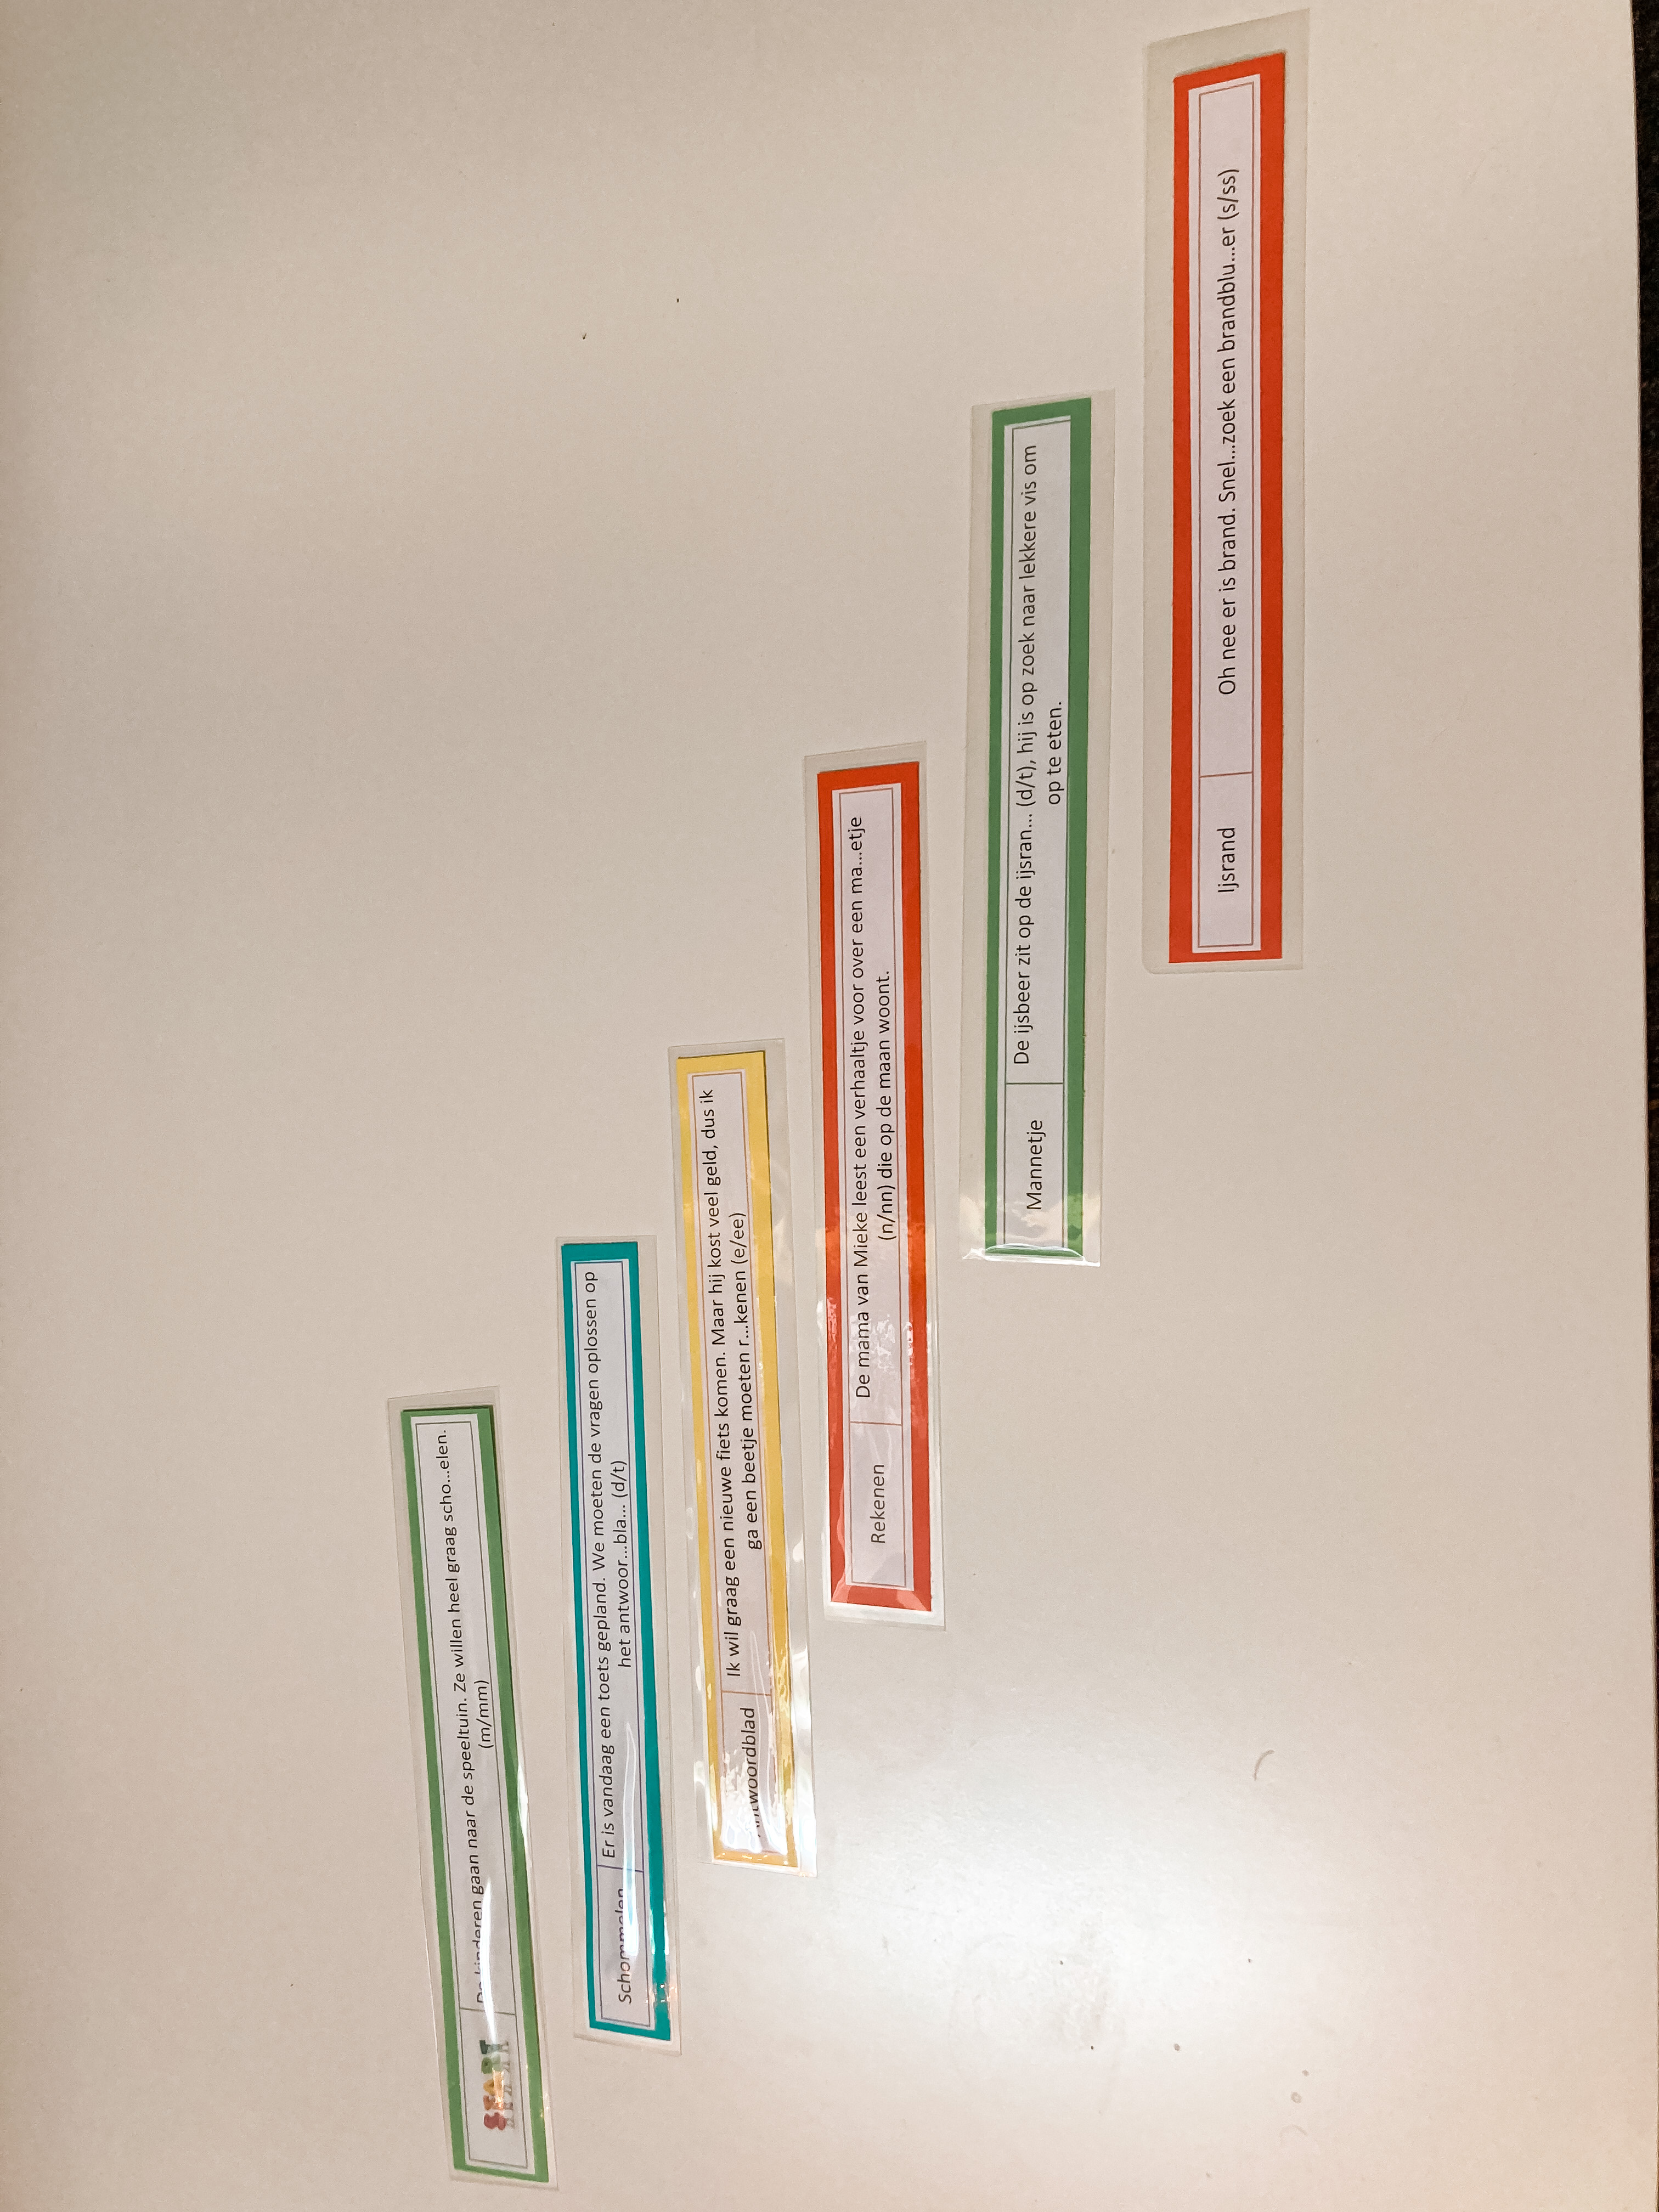 START
De kinderen gaan naar de speeltuin. Ze willen heel graag scho...elen.
(m/mm)
Schommelen
Er is vandaag een toets gepland. We moeten de vragen oplossen op
het antwoor...bla... (d/t)
Antwoordblad
Ik wil graag een nieuwe fiets komen. Maar hij kost veel geld, dus ik
ga een beetje moeten r...kenen (e/ee)
Rekenen
De mama van Mieke leest een verhaaltje voor over een ma...etje
(n/nn) die op de maan woont.
Mannetje
De ijsbeer zit op de ijsran... (d/t), hij is op zoek naar lekkere vis om
op te eten.
Ijsrand
Oh nee er is brand. Snel...zoek een brandblu...er (s/ss)